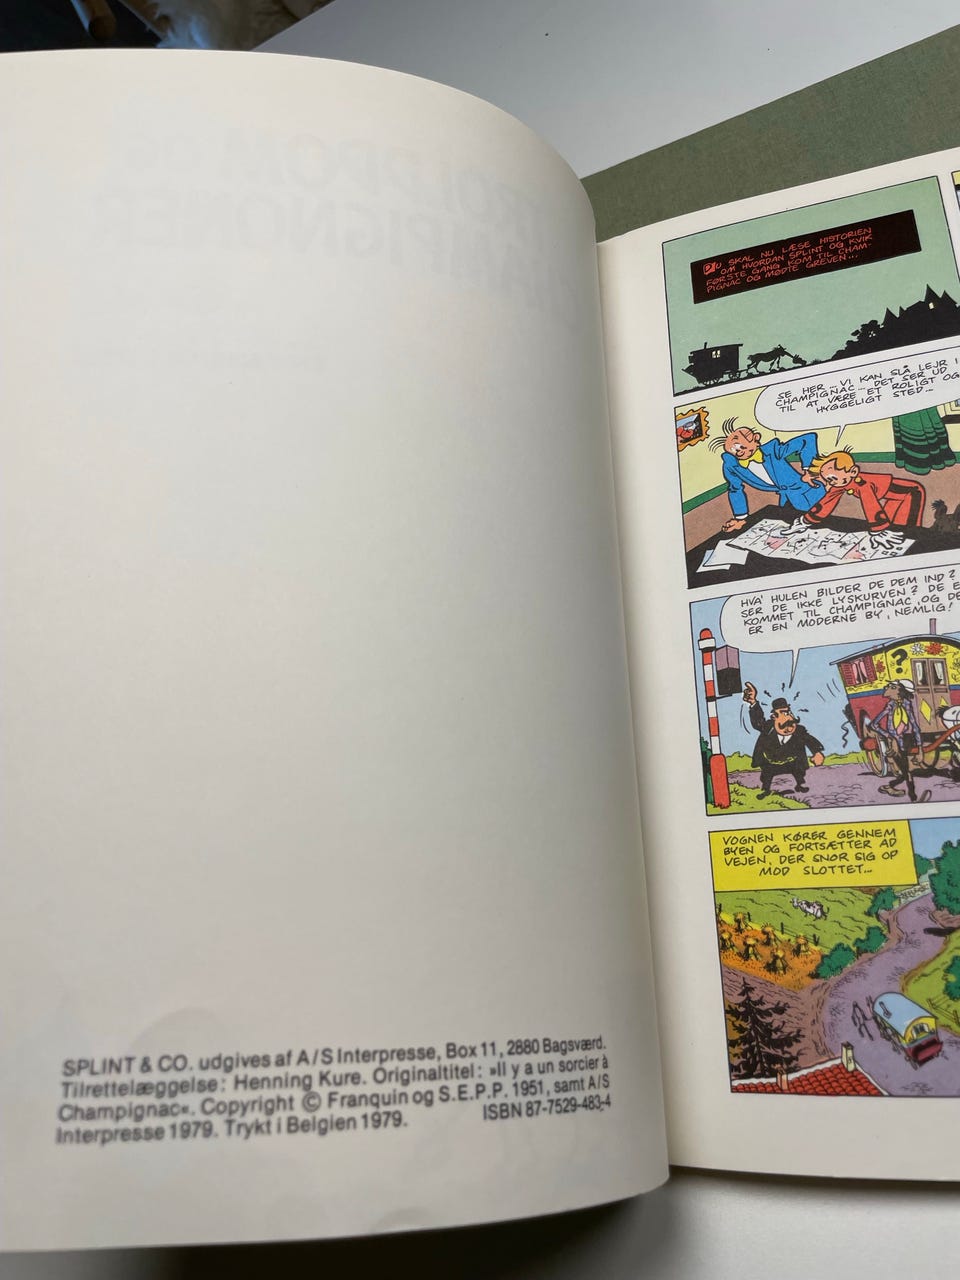 SPLINT & CO. udgives af A/S Interpresse, Box 11, 2880 Bagsværd.
Tilrettelæggelse: Henning Kure. Originaltitel: »Il y a un sorcier à
Champignac«. Copyright © Franquin og S.E.P.P. 1951, samt A/S
Interpresse 1979. Trykt i Belgien 1979. ISBN 87-7529-483-4
DU SKAL NU LÆSE HISTORIEN
OM HVORDAN SPLINT OG KVIK
FØRSTE GANG KOM TIL CHAM-
PIGNAC OG MØDTE GREVEN...
SE HER... VI KAN SLÅ LEJR I
CHAMPIGNAC... DET SER UD
TIL AT VÆRE ET ROLIGT OG
HYGGELIGT STED...
HVA' HULEN BILDER DE DEM IND?
SER DE IKKE LYSKURVEN? DE E
KOMMET TIL CHAMPIGNAC, OG DE
ER EN MODERNE BY, NEMLIG!
?
VOGNEN KØRER GENNEM
BYEN OG FORTSÆTTER AD
VEJEN, DER SNOR SIG OP
MOD SLOTTET...